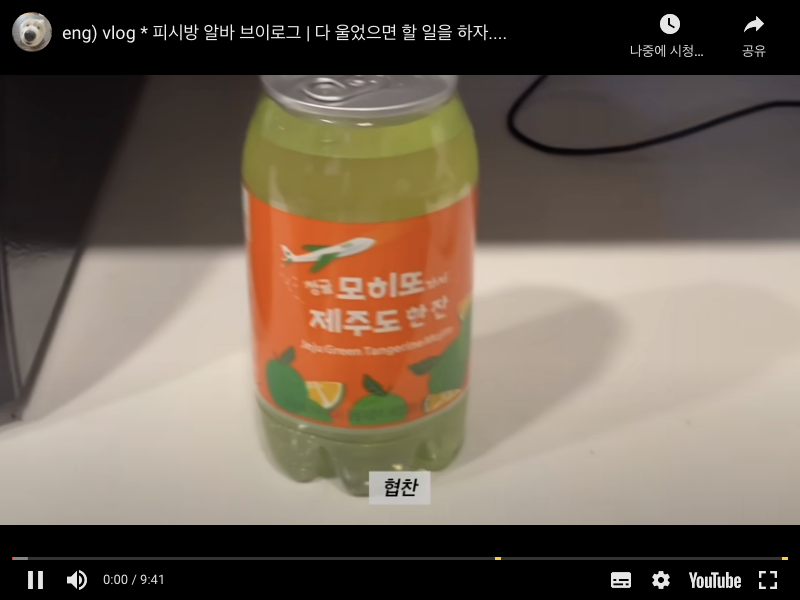 eng) vlog * 피시방 알바 브이로그 | 다 울었으면 할 일을 하자....
나중에 시청...
공유
모히또
제주도 한 잔
Jeju Green Tangerine Mojito
협찬
0:00 / 9:41
YouTube